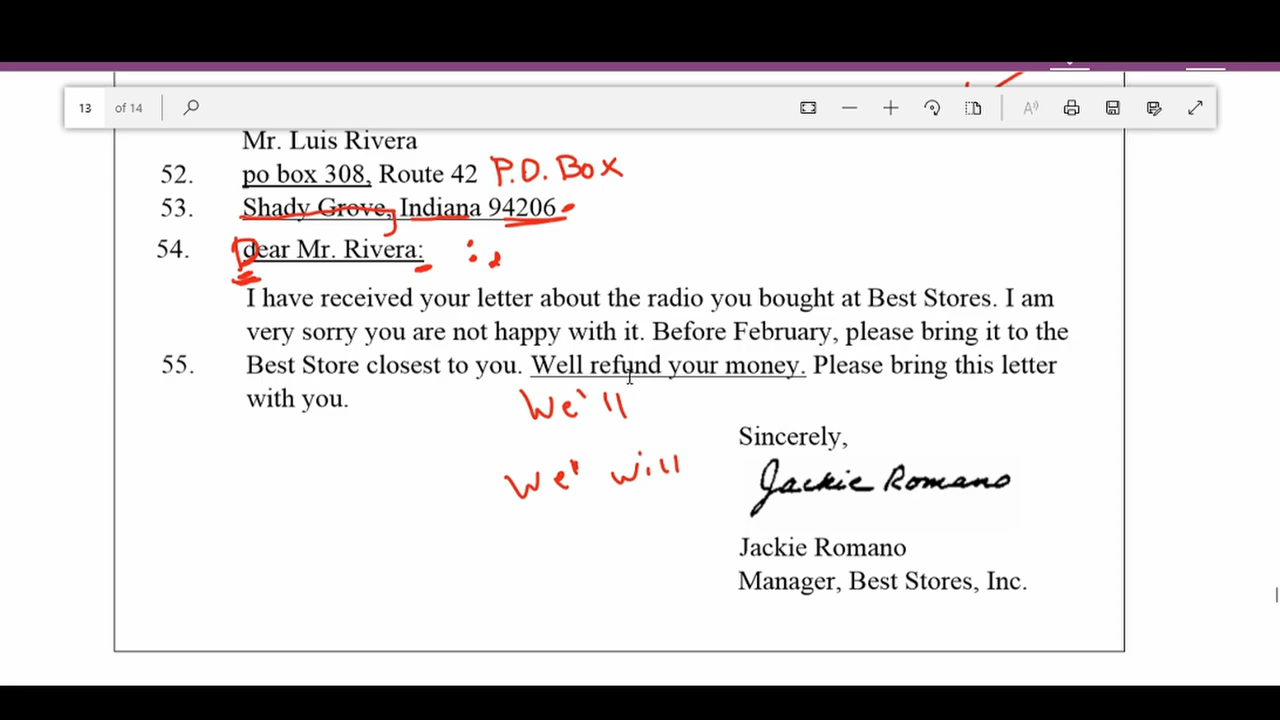 13 of 14
Mr. Luis Rivera
52. po box 308, Route 42 P.O. Box
53. Shady Grove, Indiana 94206
54. dear Mr. Rivera: D : ,
I have received your letter about the radio you bought at Best Stores. I am
very sorry you are not happy with it. Before February, please bring it to the
55. Best Store closest to you. Well refund your money. Please bring this letter
with you.
We'll
We' will
Sincerely,
Jackie Romano
Jackie Romano
Manager, Best Stores, Inc.